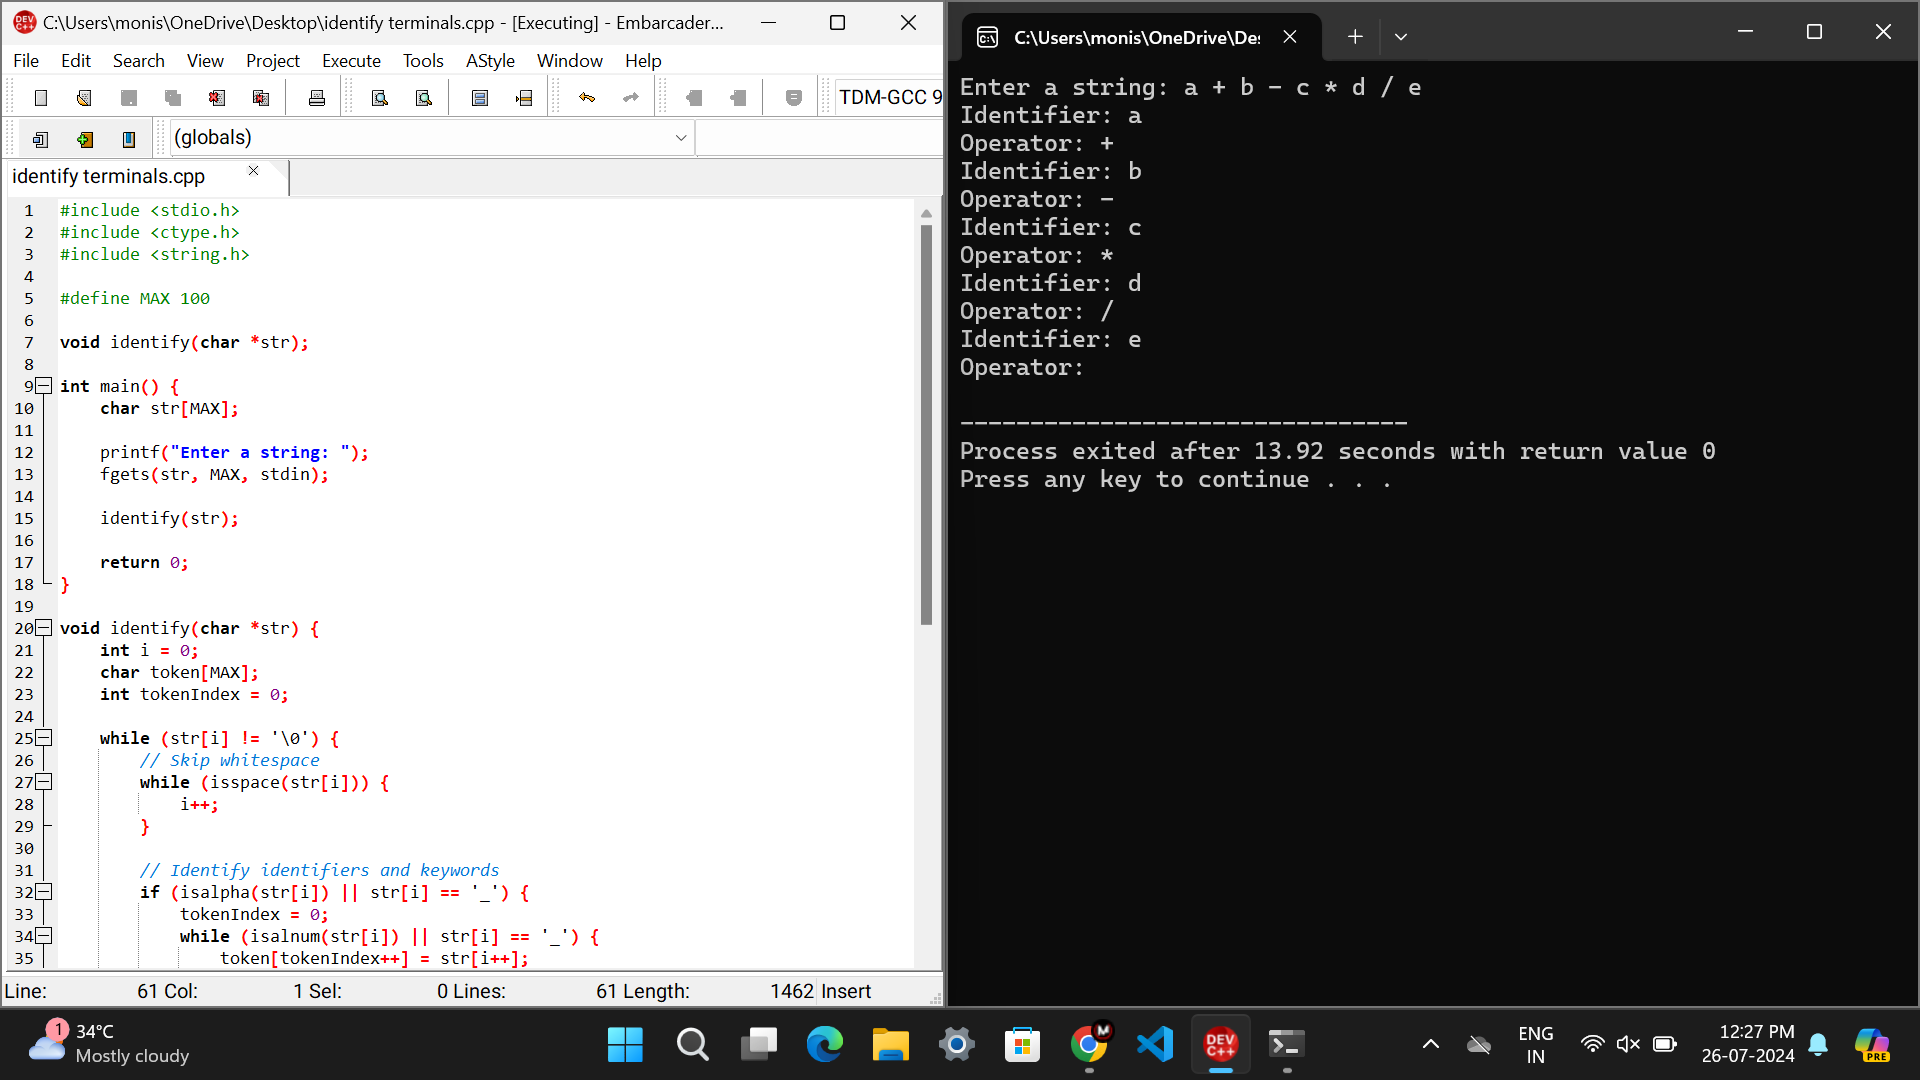 C:\Users\monis\OneDrive\Desktop\identify terminals.cpp - [Executing] - Embarcader...
File Edit Search View Project Execute Tools AStyle Window Help
TDM-GCC 9
(globals)
identify terminals.cpp
1 #include <stdio.h>
2 #include <ctype.h>
3 #include <string.h>
4
5 #define MAX 100
6
7 void identify(char *str);
8
9 int main() {
10 char str[MAX];
11
12 printf("Enter a string: ");
13 fgets(str, MAX, stdin);
14
15 identify(str);
16
17 return 0;
18 }
19
20 void identify(char *str) {
21 int i = 0;
22 char token[MAX];
23 int tokenIndex = 0;
24
25 while (str[i] != '\0') {
26 // Skip whitespace
27 while (isspace(str[i])) {
28 i++;
29 }
30
31 // Identify identifiers and keywords
32 if (isalpha(str[i]) || str[i] == '_') {
33 tokenIndex = 0;
34 while (isalnum(str[i]) || str[i] == '_') {
35 token[tokenIndex++] = str[i++];
Line: 61 Col: 1 Sel: 0 Lines: 61 Length: 1462 Insert
C:\Users\monis\OneDrive\De
Enter a string: a + b - c * d / e
Identifier: a
Operator: +
Identifier: b
Operator: -
Identifier: c
Operator: *
Identifier: d
Operator: /
Identifier: e
Operator:
--------------------------------
Process exited after 13.92 seconds with return value 0
Press any key to continue . . .
1
34°C
Mostly cloudy
M
DEV C++
ENG
IN
12:27 PM
26-07-2024
PRE